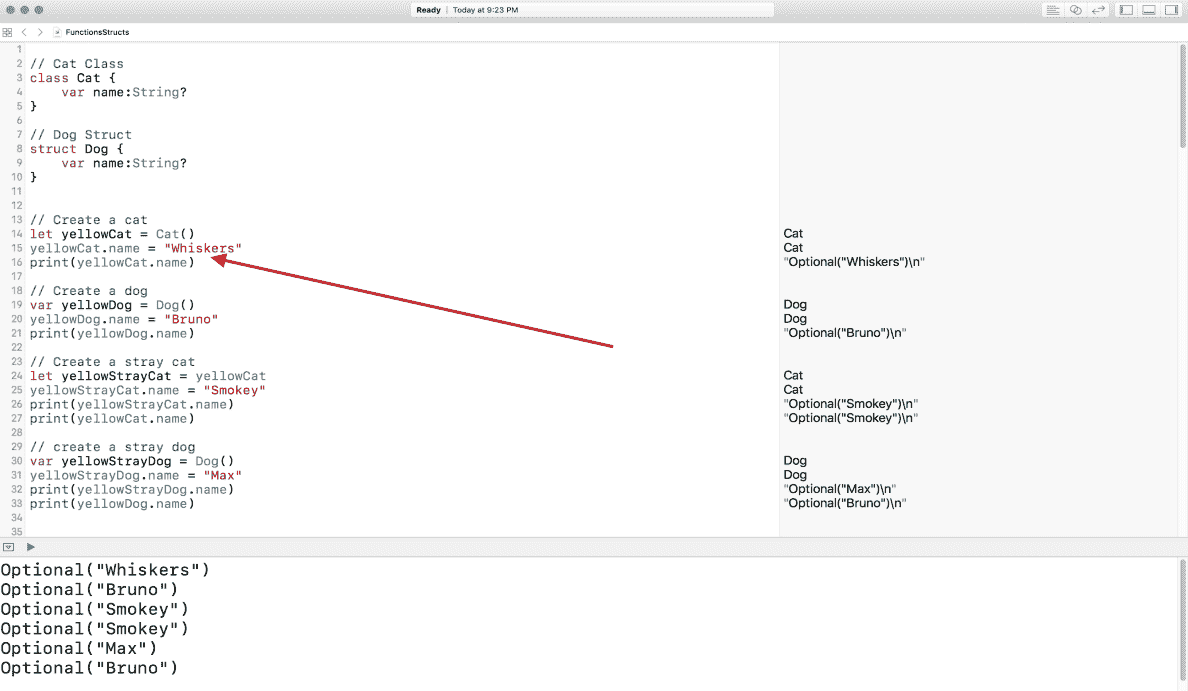 Ready | Today at 9:23 PM
FunctionsStructs
1
2 // Cat Class
3 class Cat {
4     var name:String?
5 }
6
7 // Dog Struct
8 struct Dog {
9     var name:String?
10 }
11
12
13 // Create a cat
14 let yellowCat = Cat() Cat
15 yellowCat.name = "Whiskers" Cat
16 print(yellowCat.name) "Optional("Whiskers")\n"
17
18 // Create a dog
19 var yellowDog = Dog() Dog
20 yellowDog.name = "Bruno" Dog
21 print(yellowDog.name) "Optional("Bruno")\n"
22
23 // Create a stray cat
24 let yellowStrayCat = yellowCat Cat
25 yellowStrayCat.name = "Smokey" Cat
26 print(yellowStrayCat.name) "Optional("Smokey")\n"
27 print(yellowCat.name) "Optional("Smokey")\n"
28
29 // create a stray dog
30 var yellowStrayDog = Dog() Dog
31 yellowStrayDog.name = "Max" Dog
32 print(yellowStrayDog.name) "Optional("Max")\n"
33 print(yellowDog.name) "Optional("Bruno")\n"
34
35
Optional("Whiskers")
Optional("Bruno")
Optional("Smokey")
Optional("Smokey")
Optional("Max")
Optional("Bruno")